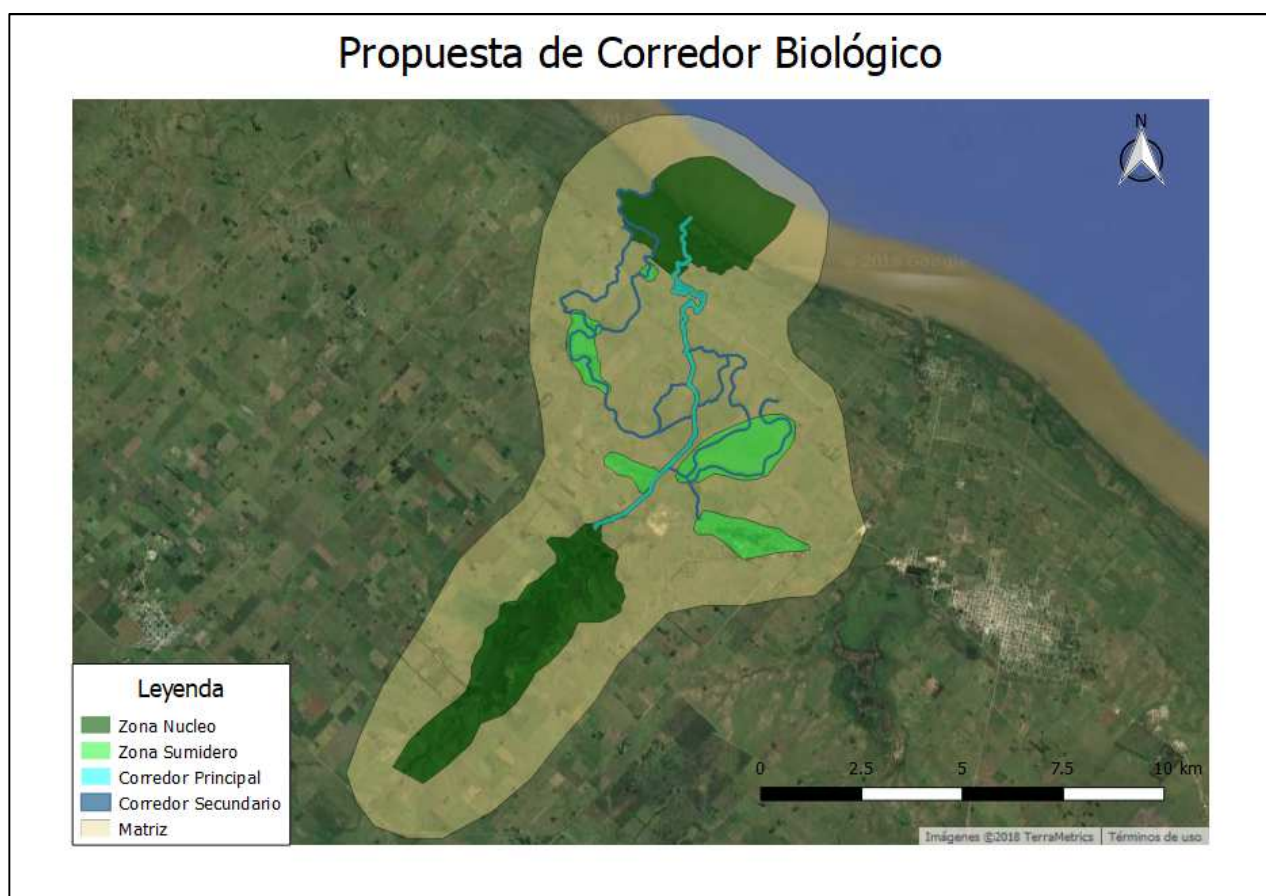 Propuesta de Corredor Biológico
N
Leyenda
Zona Nucleo
Zona Sumidero
Corredor Principal
Corredor Secundario
Matriz
0 2.5 5 7.5 10 km
Imágenes ©2018 TerraMetrics Términos de uso